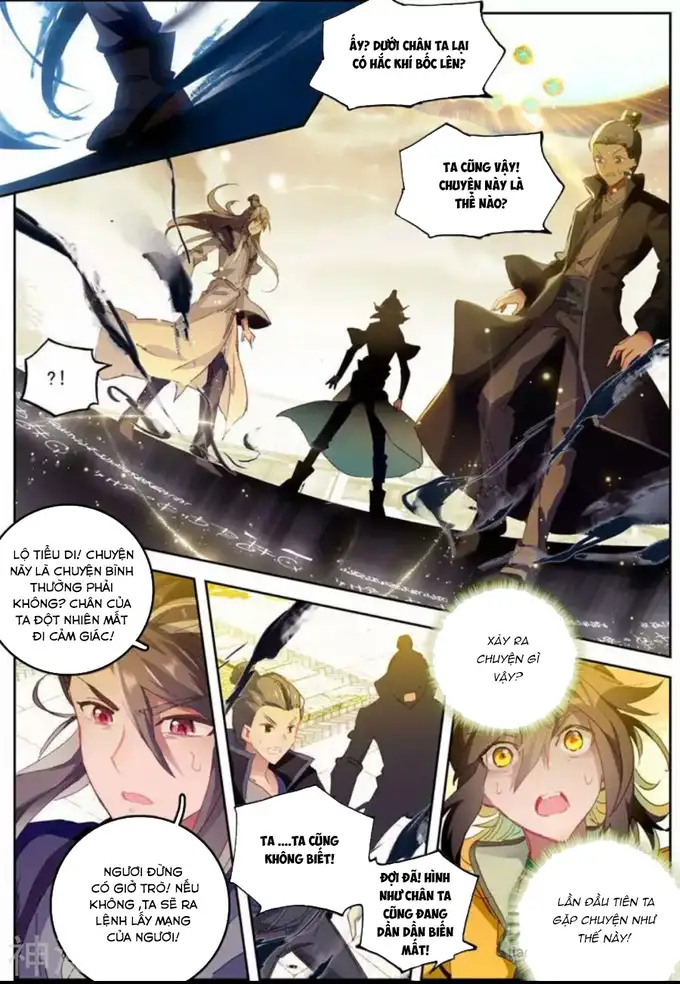 ẤY? DƯỚI CHÂN TA LẠI
CÓ HẮC KHÍ BỐC LÊN?
TA CŨNG VẬY!
CHUYỆN NÀY LÀ
THẾ NÀO?
?!
LỘ TIỂU DI! CHUYỆN
NÀY LÀ CHUYỆN BÌNH
THƯỜNG PHẢI
KHÔNG? CHÂN CỦA
TA ĐỘT NHIÊN MẤT
ĐI CẢM GIÁC!
XẢY RA
CHUYỆN GÌ
VẬY?
TA ....TA CŨNG
KHÔNG BIẾT!
NGƯƠI ĐỪNG
CÓ GIỞ TRÒ! NẾU
KHÔNG ,TA SẼ RA
LỆNH LẤY MẠNG
CỦA NGƯƠI!
ĐỢI ĐÃ! HÌNH
NHƯ CHÂN TA
CŨNG ĐANG
DẦN DẦN BIẾN
MẤT!
LẦN ĐẦU TIÊN TA
GẶP CHUYỆN NHƯ
THẾ NÀY!
神